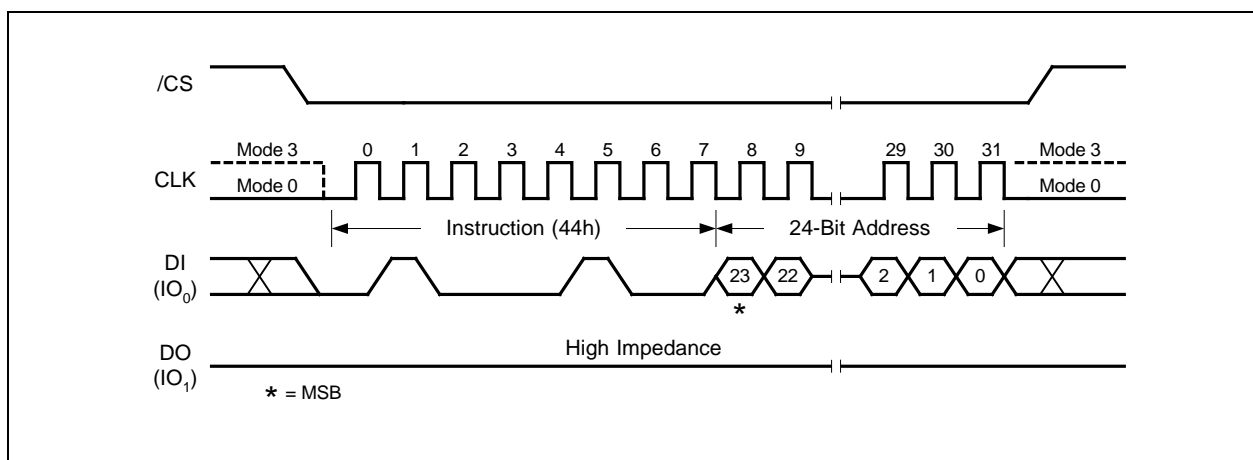 /CS
Mode 3 0 1 2 3 4 5 6 7 8 9 29 30 31 Mode 3
CLK
Mode 0 Mode 0
Instruction (44h) 24-Bit Address
DI
(IO₀)
23 22 2 1 0
*
High Impedance
DO
(IO₁)
* = MSB